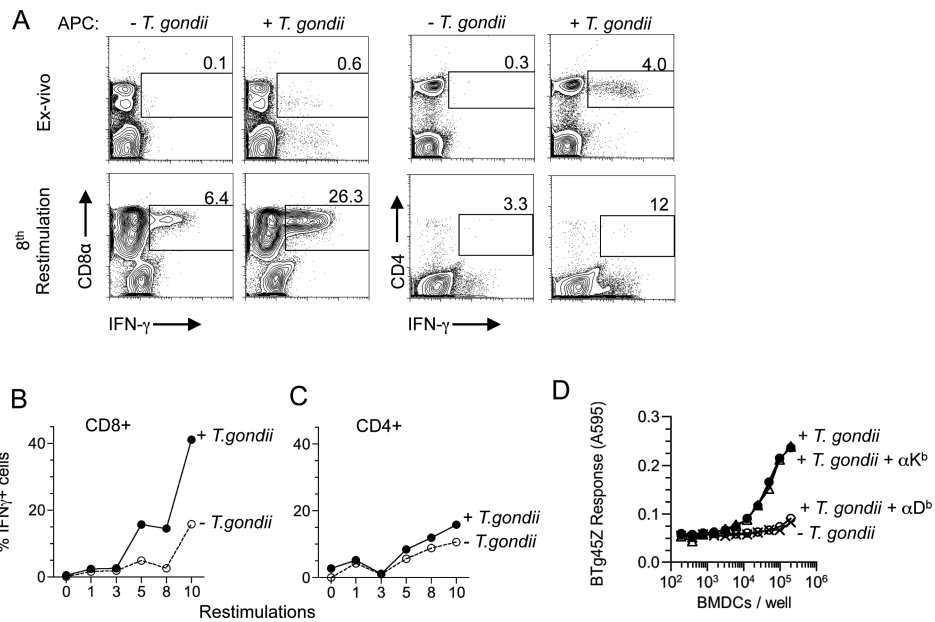 A
APC: - T. gondii + T. gondii - T. gondii + T. gondii
Ex-vivo
0.1 0.6 0.3 4.0
8th Restimulation
6.4 26.3 3.3 12
CD8α CD4
IFN-γ IFN-γ
B
CD8+
% IFNγ+ cells
40
20
0
0 1 3 5 8 10
+ T.gondii
- T.gondii
C
CD4+
40
20
0
0 1 3 5 8 10
+ T.gondii
- T.gondii
Restimulations
D
BTg45Z Response (A595)
0.3
0.2
0.1
0.0
10² 10³ 10⁴ 10⁵ 10⁶
BMDCs / well
+ T. gondii
+ T. gondii + αKᵇ
+ T. gondii + αDᵇ
- T. gondii